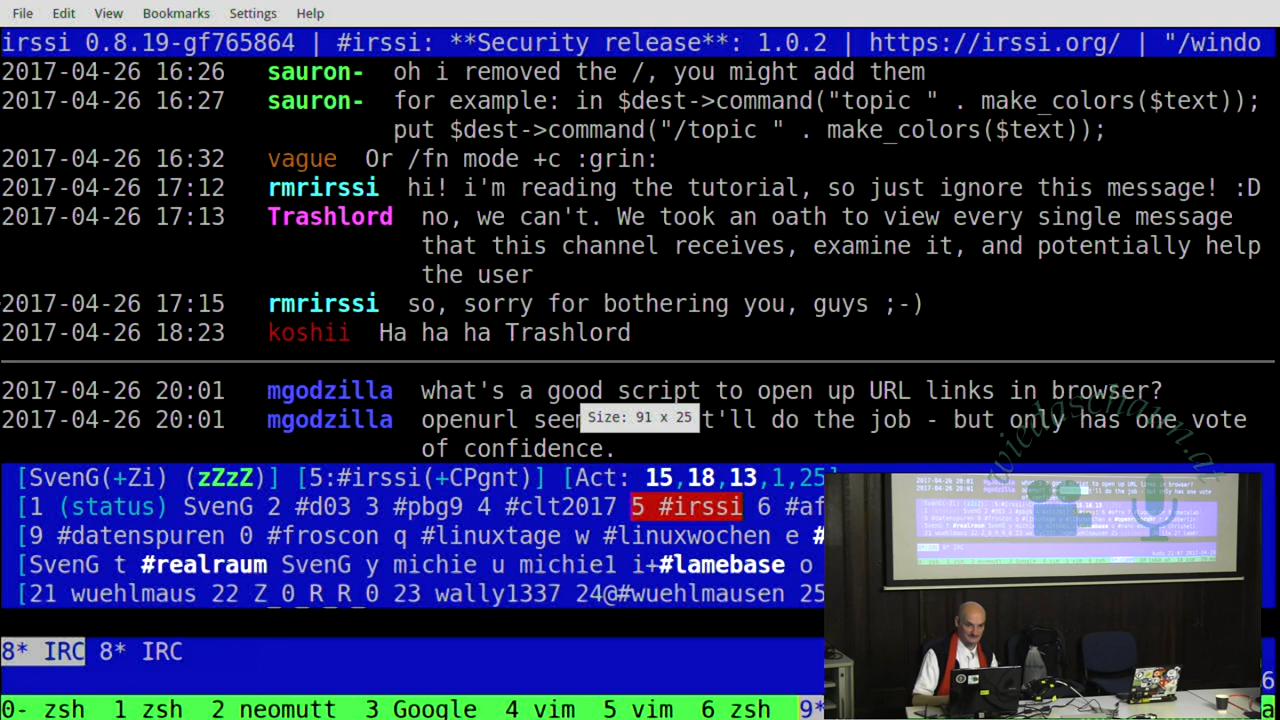 File Edit View Bookmarks Settings Help
irssi 0.8.19-gf765864 | #irssi: **Security release**: 1.0.2 | https://irssi.org/ | "/windo
2017-04-26 16:26 sauron- oh i removed the /, you might add them
2017-04-26 16:27 sauron- for example: in $dest->command("topic " . make_colors($text));
put $dest->command("/topic " . make_colors($text));
2017-04-26 16:32 vague Or /fn mode +c :grin:
2017-04-26 17:12 rmrirssi hi! i'm reading the tutorial, so just ignore this message! :D
2017-04-26 17:13 Trashlord no, we can't. We took an oath to view every single message
that this channel receives, examine it, and potentially help
the user
2017-04-26 17:15 rmrirssi so, sorry for bothering you, guys ;-)
2017-04-26 18:23 koshii Ha ha ha Trashlord
2017-04-26 20:01 mgodzilla what's a good script to open up URL links in browser?
2017-04-26 20:01 mgodzilla openurl seem Size: 91 x 25 t'll do the job - but only has one vote
of confidence.
[SvenG(+Zi) (zZzZ)] [5:#irssi(+CPgnt)] [Act: 15,18,13,1,25]
[1 (status) SvenG 2 #d03 3 #pbg9 4 #clt2017 5 #irssi 6 #af
[9 #datenspuren 0 #froscon q #linuxtage w #linuxwochen e #
[SvenG t #realraum SvenG y michie u michie1 i+#lamebase o
[21 wuehlmaus 22 Z_0_R_R_0 23 wally1337 24@#wuehlmausen 25
8* IRC 8* IRC
6
0- zsh 1 zsh 2 neomutt 3 Google 4 vim 5 vim 6 zsh 9* a